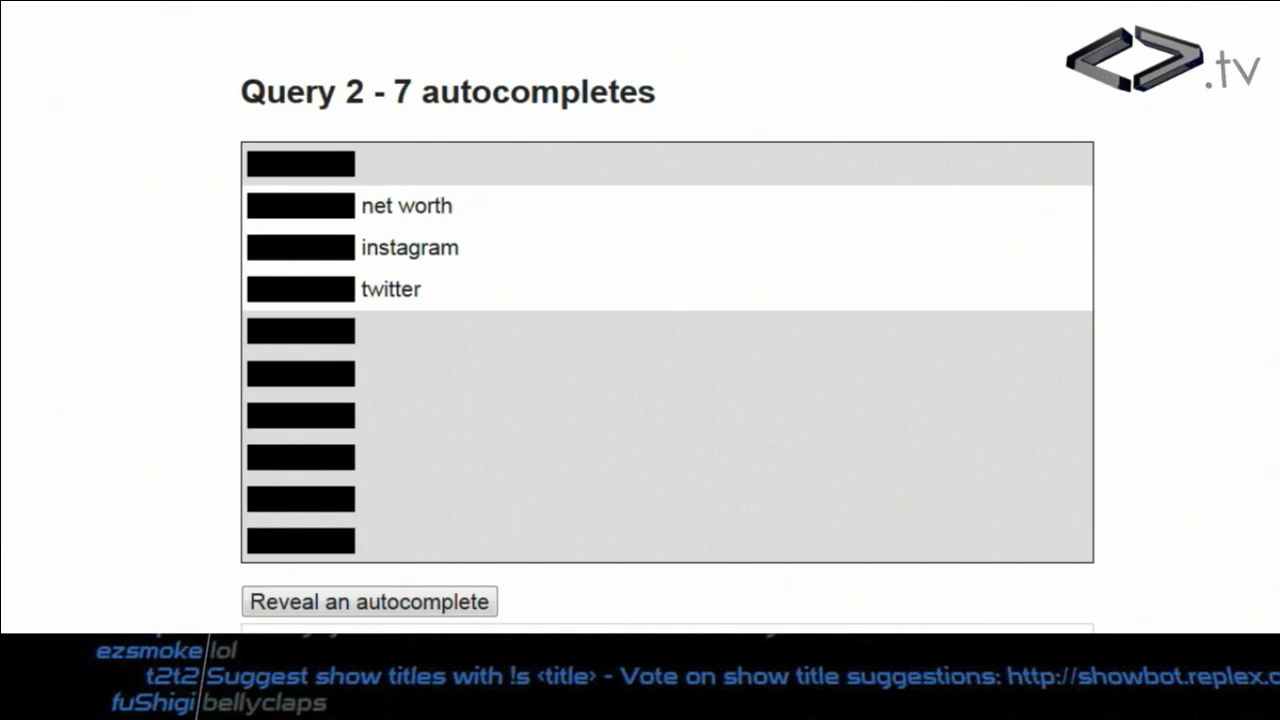 .tv
Query 2 - 7 autocompletes
net worth
instagram
twitter
Reveal an autocomplete
ezsmoke lol
t2t2 Suggest show titles with !s <title> - Vote on show title suggestions: http://showbot.replex.c
fuShigi bellyclaps